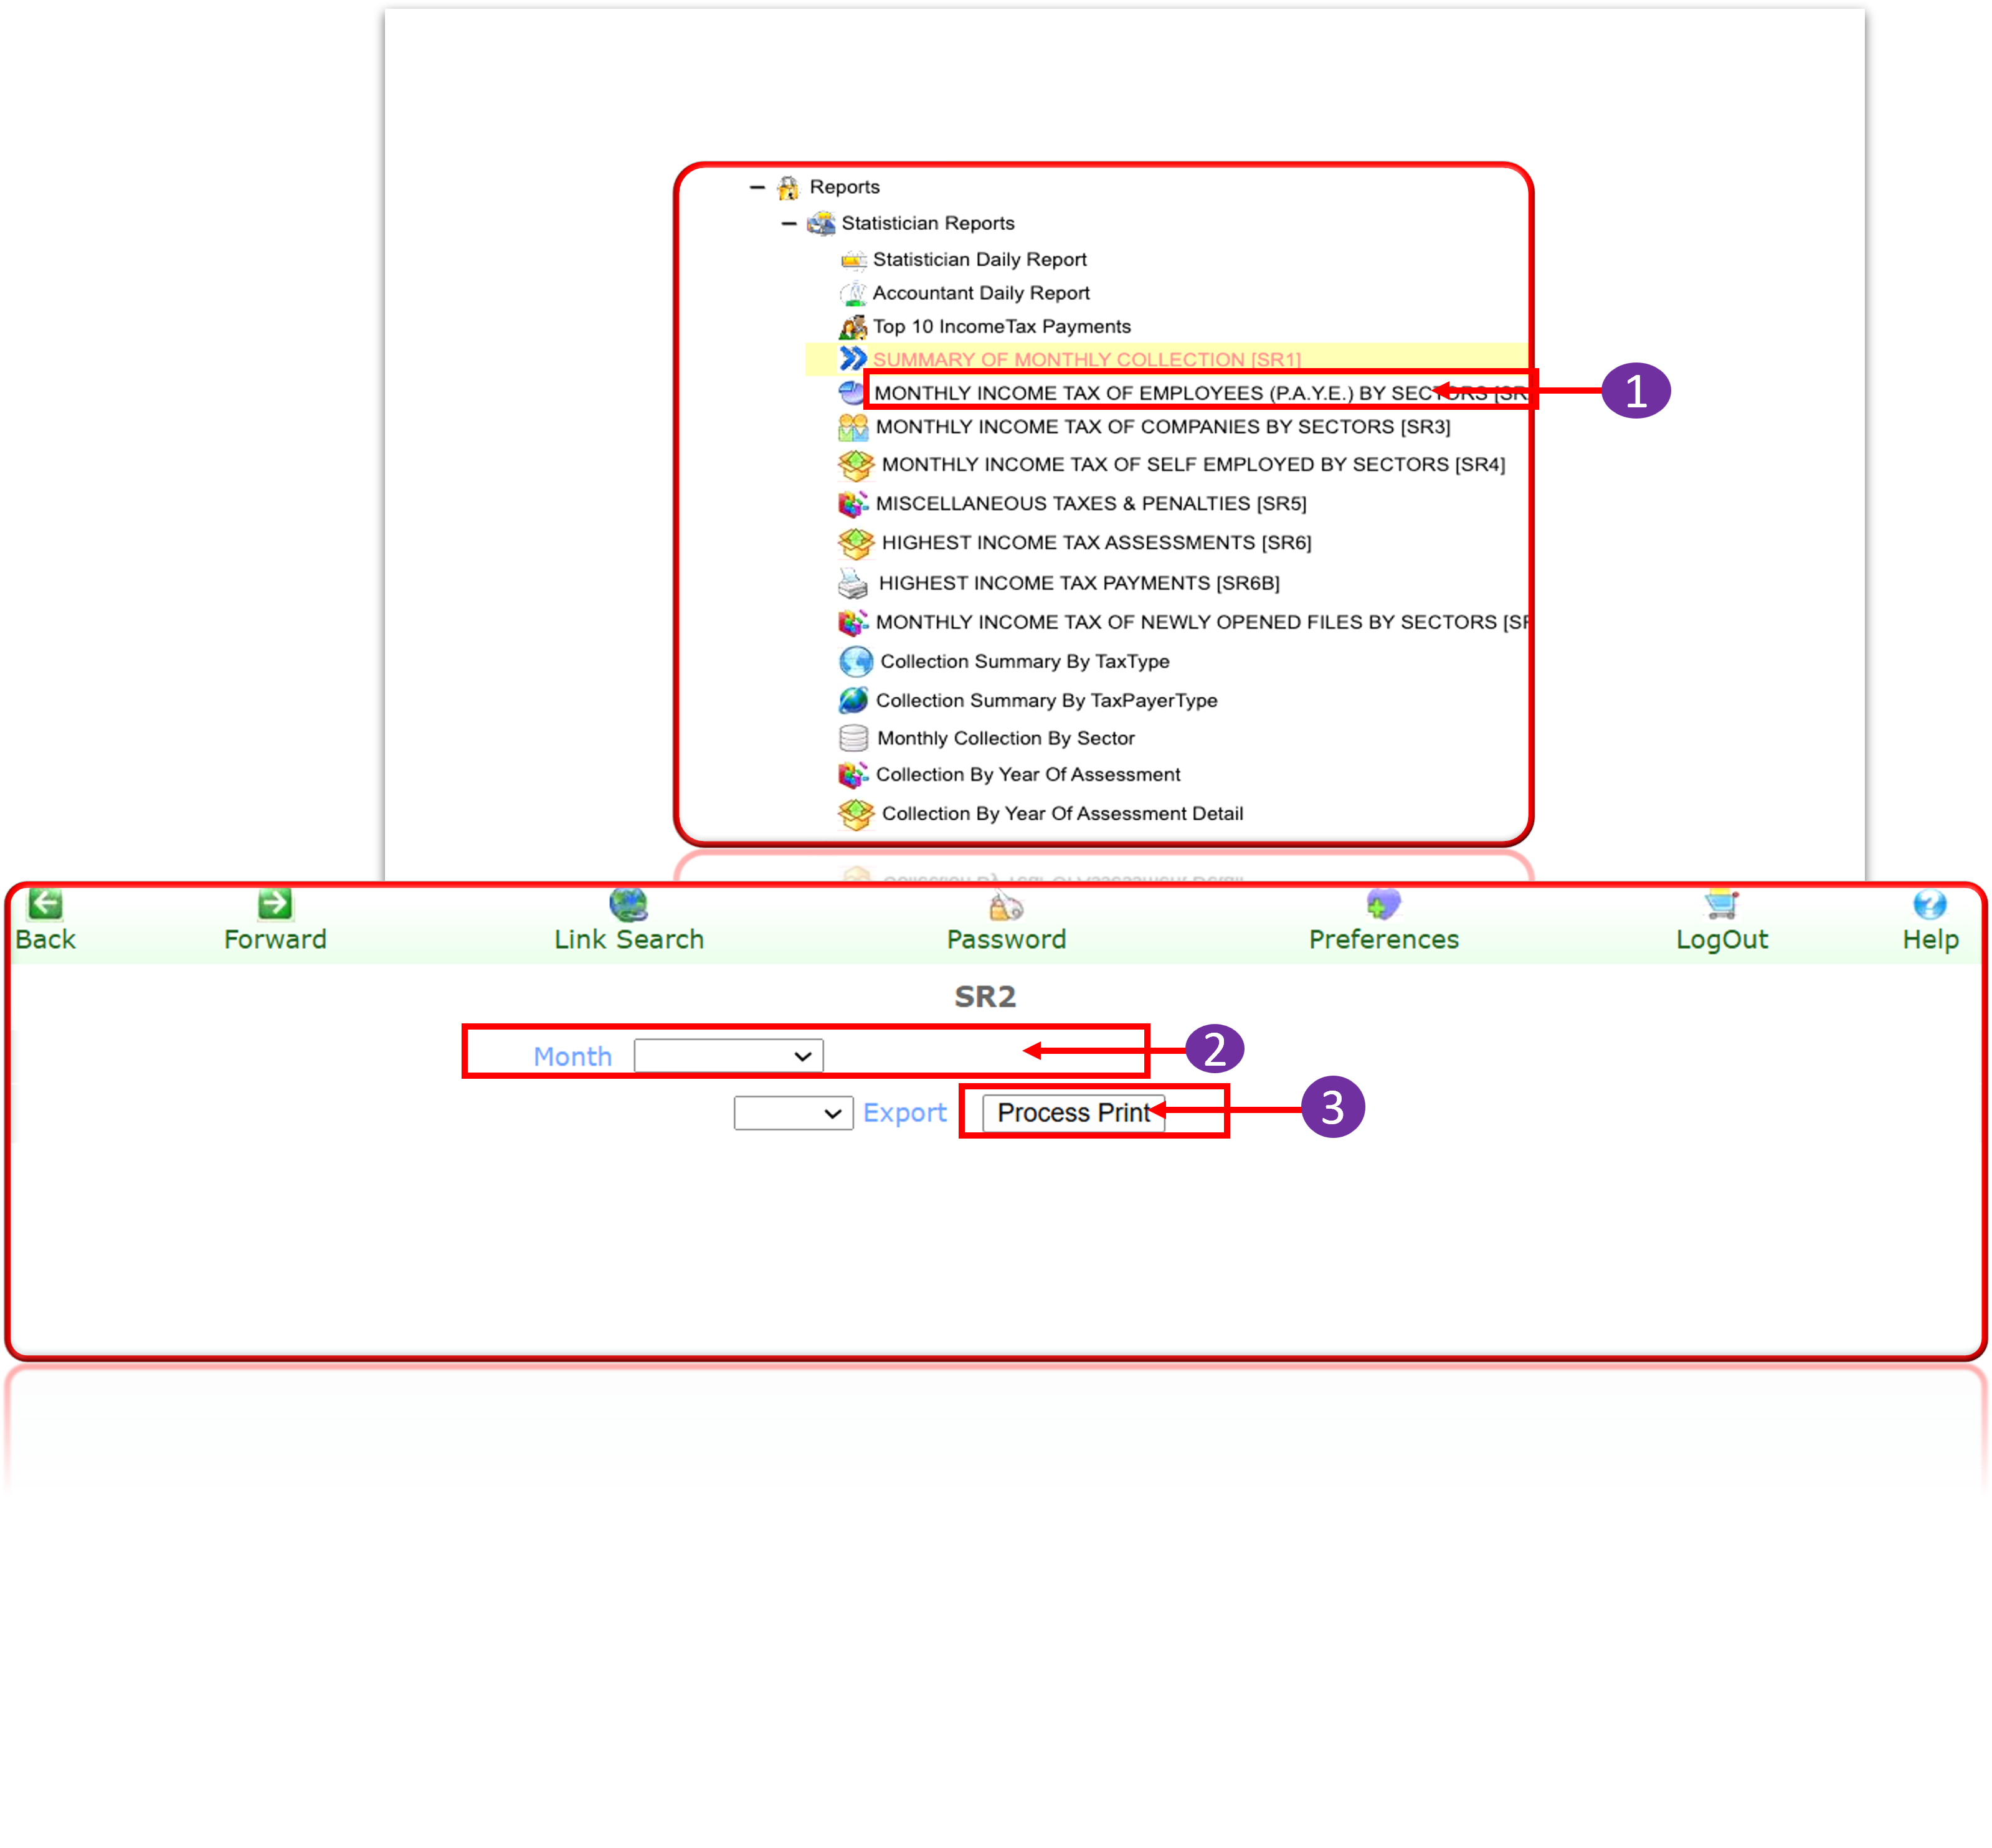 Reports
Statistician Reports
Statistician Daily Report
Accountant Daily Report
Top 10 IncomeTax Payments
SUMMARY OF MONTHLY COLLECTION [SR1]
MONTHLY INCOME TAX OF EMPLOYEES (P.A.Y.E.) BY SECTORS [SR
1
MONTHLY INCOME TAX OF COMPANIES BY SECTORS [SR3]
MONTHLY INCOME TAX OF SELF EMPLOYED BY SECTORS [SR4]
MISCELLANEOUS TAXES & PENALTIES [SR5]
HIGHEST INCOME TAX ASSESSMENTS [SR6]
HIGHEST INCOME TAX PAYMENTS [SR6B]
MONTHLY INCOME TAX OF NEWLY OPENED FILES BY SECTORS [SR
Collection Summary By TaxType
Collection Summary By TaxPayerType
Monthly Collection By Sector
Collection By Year Of Assessment
Collection By Year Of Assessment Detail
Back Forward Link Search Password Preferences LogOut Help
SR2
Month 2
Export Process Print 3